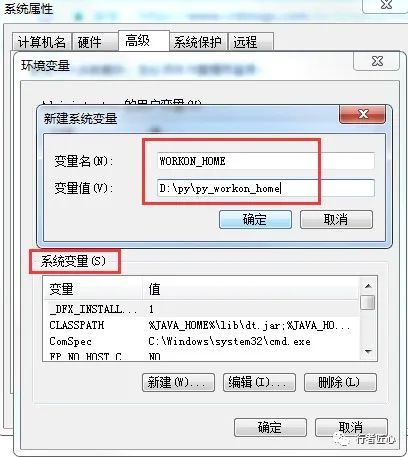 系统属性
计算机名 硬件 高级 系统保护 远程
环境变量
的用户变量(U)
新建系统变量
变量名(N): WORKON_HOME
变量值(V): D:\py\py_workon_home
确定 取消
系统变量(S)
变量 值
_DFX_INSTALL... 1
CLASSPATH %JAVA_HOME%\lib\dt.jar;%JAVA_HO...
ComSpec C:\Windows\system32\cmd.exe
FP_NO_HOST_C NO
新建(W)... 编辑(I)... 删除(L)
确定 取消
行者匠心